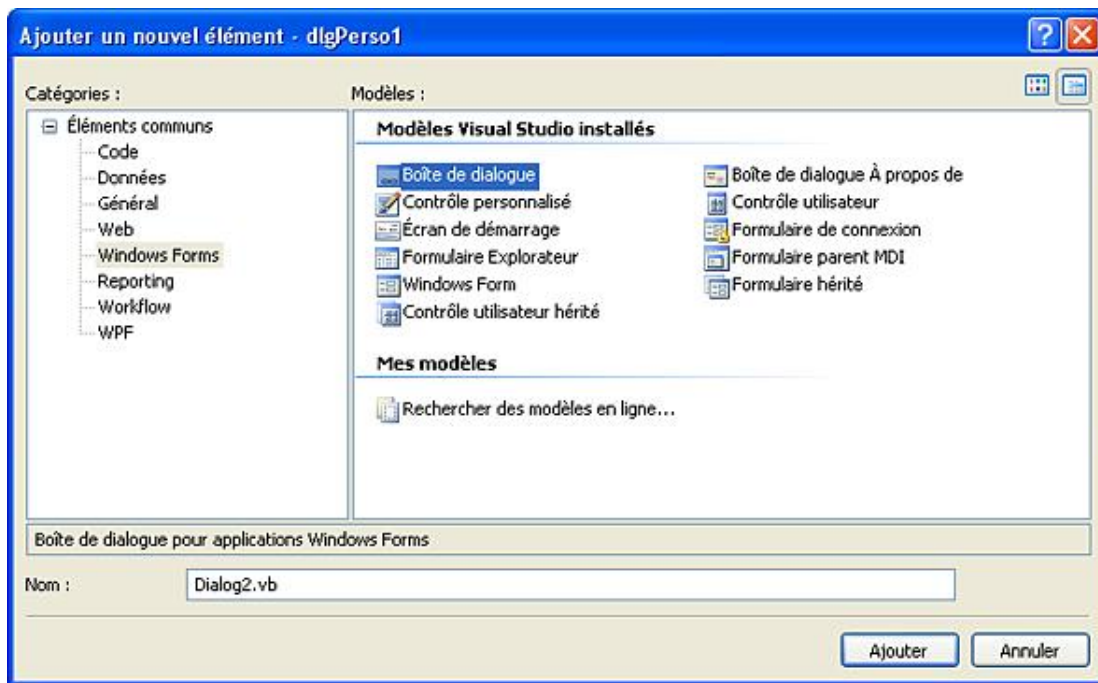 Ajouter un nouvel élément - dlgPerso1
Catégories :
Modèles :
Éléments communs
Code
Données
Général
Web
Windows Forms
Reporting
Workflow
WPF
Modèles Visual Studio installés
Boîte de dialogue
Boîte de dialogue À propos de
Contrôle personnalisé
Contrôle utilisateur
Écran de démarrage
Formulaire de connexion
Formulaire Explorateur
Formulaire parent MDI
Windows Form
Formulaire hérité
Contrôle utilisateur hérité
Mes modèles
Rechercher des modèles en ligne...
Boîte de dialogue pour applications Windows Forms
Nom :
Dialog2.vb
Ajouter
Annuler